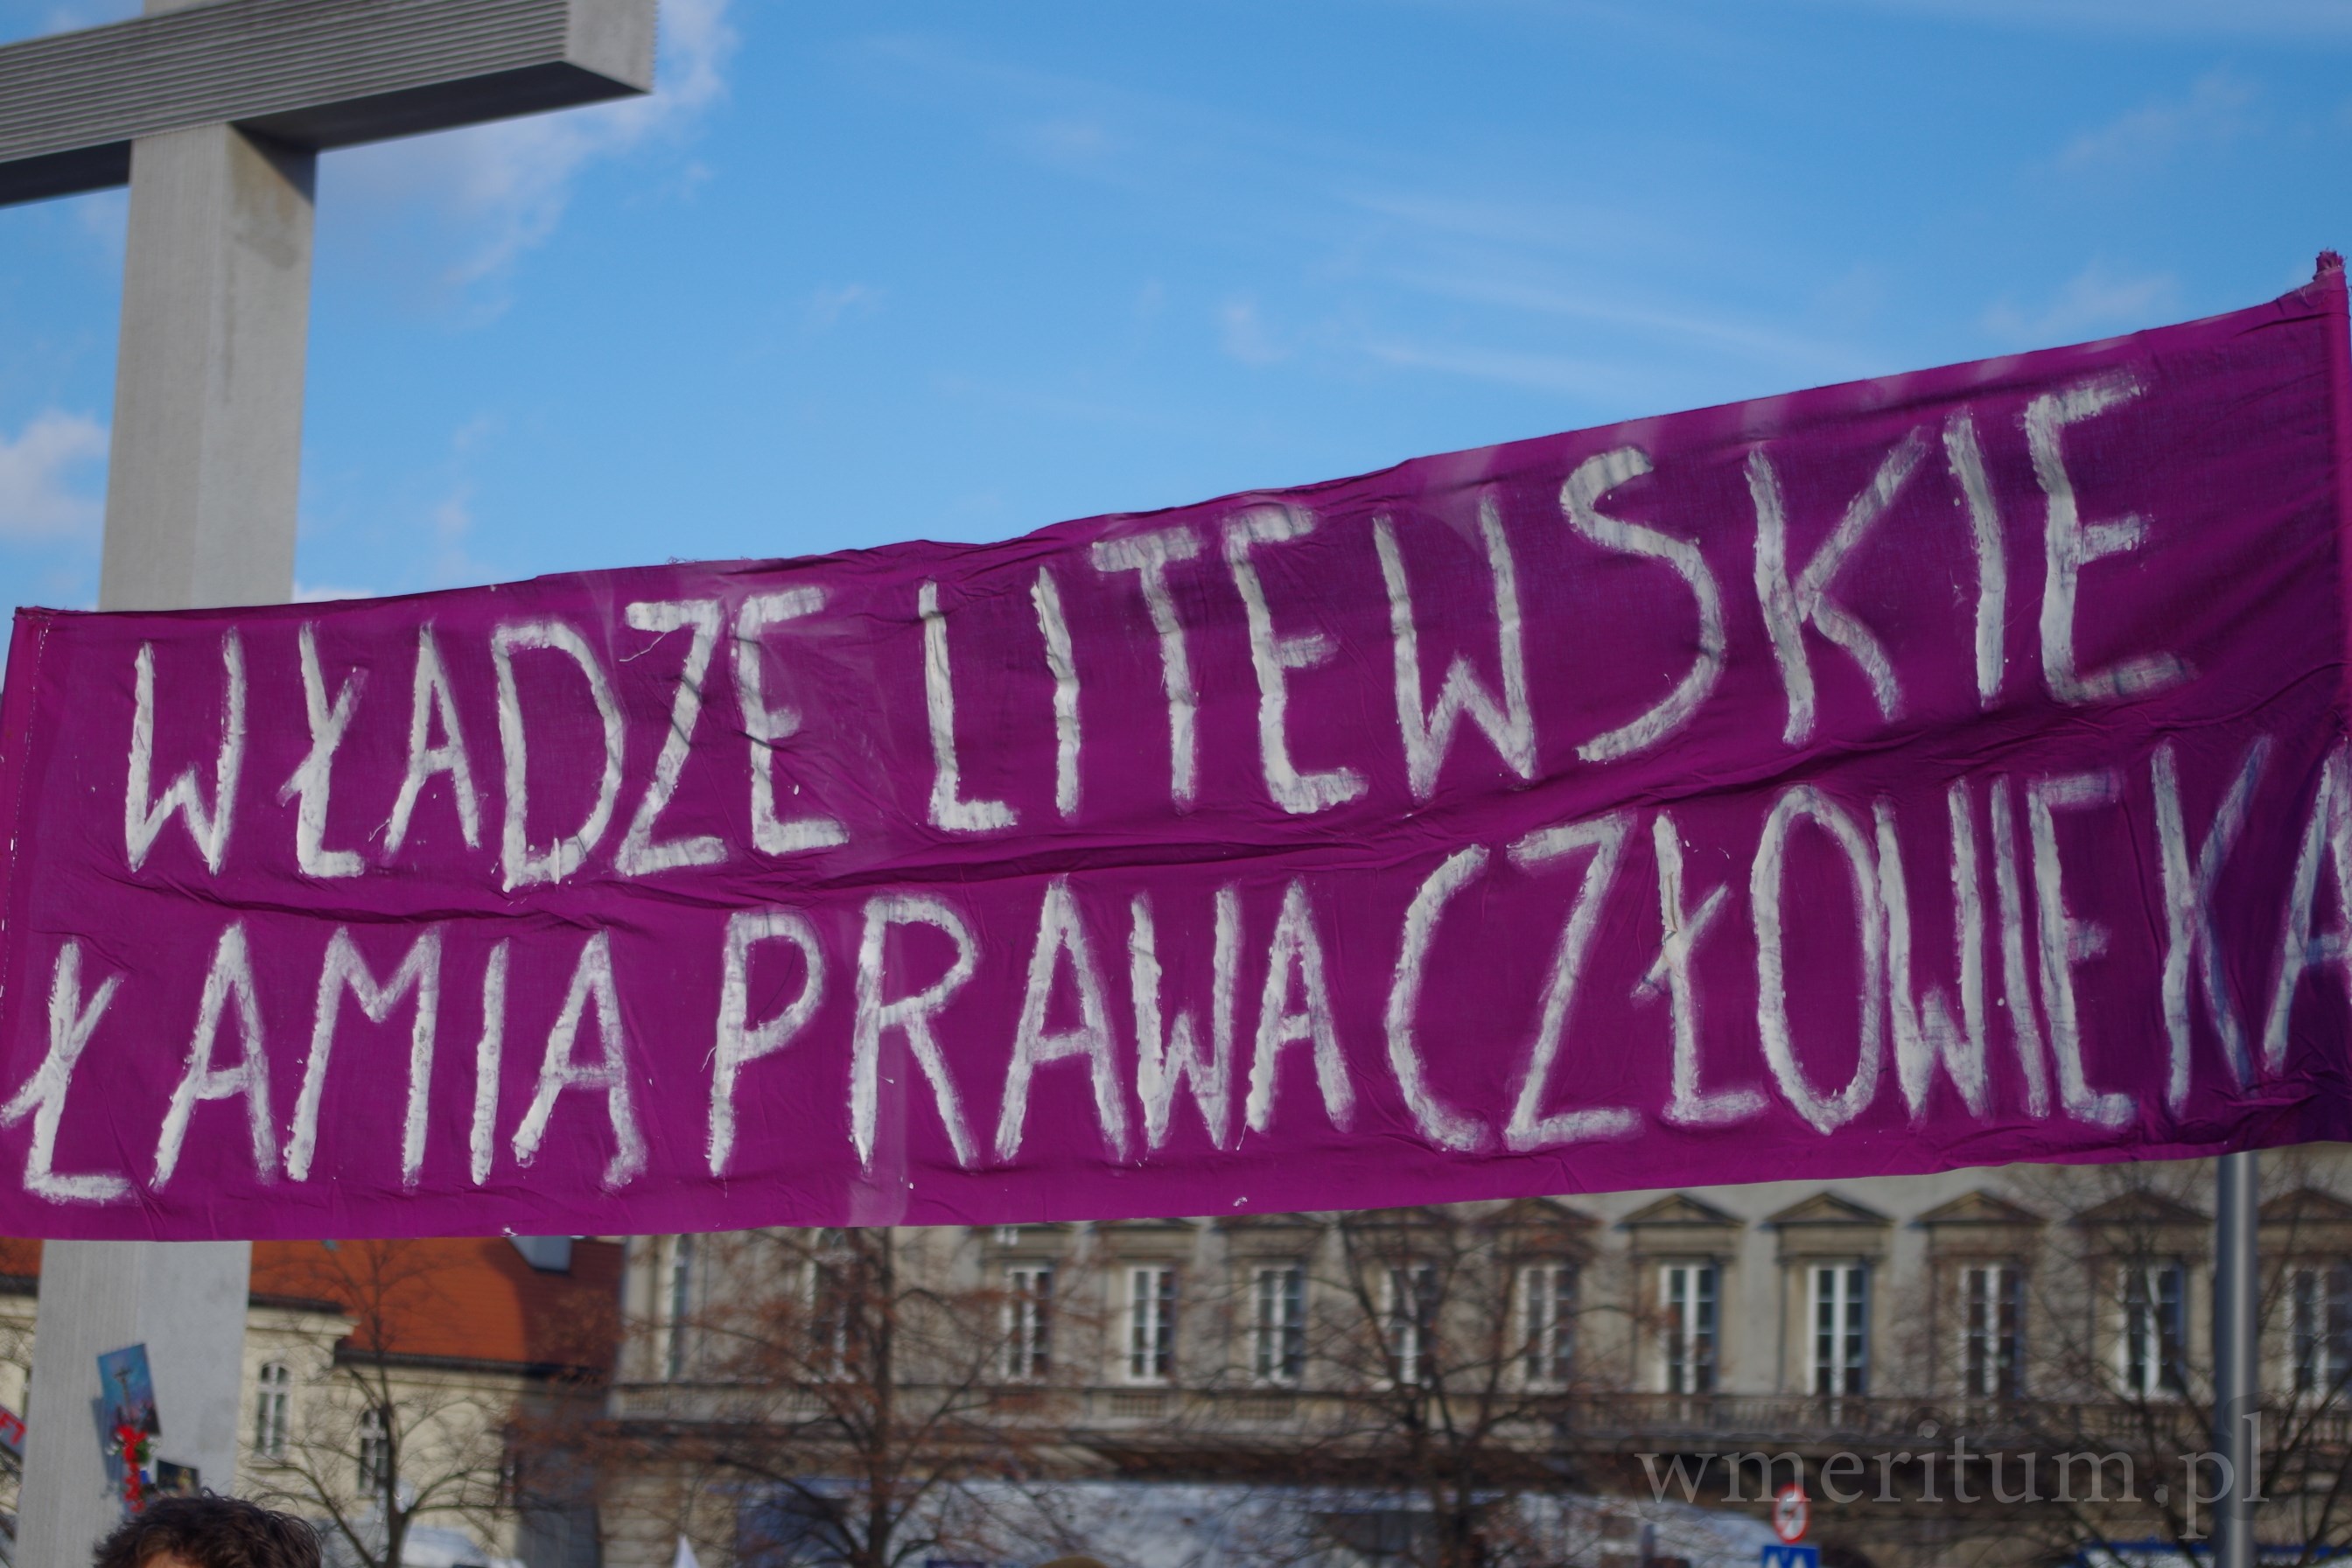 WŁADZE LITEWSKIE
ŁAMIĄ PRAWA CZŁOWIEKA
wmeritum.pl